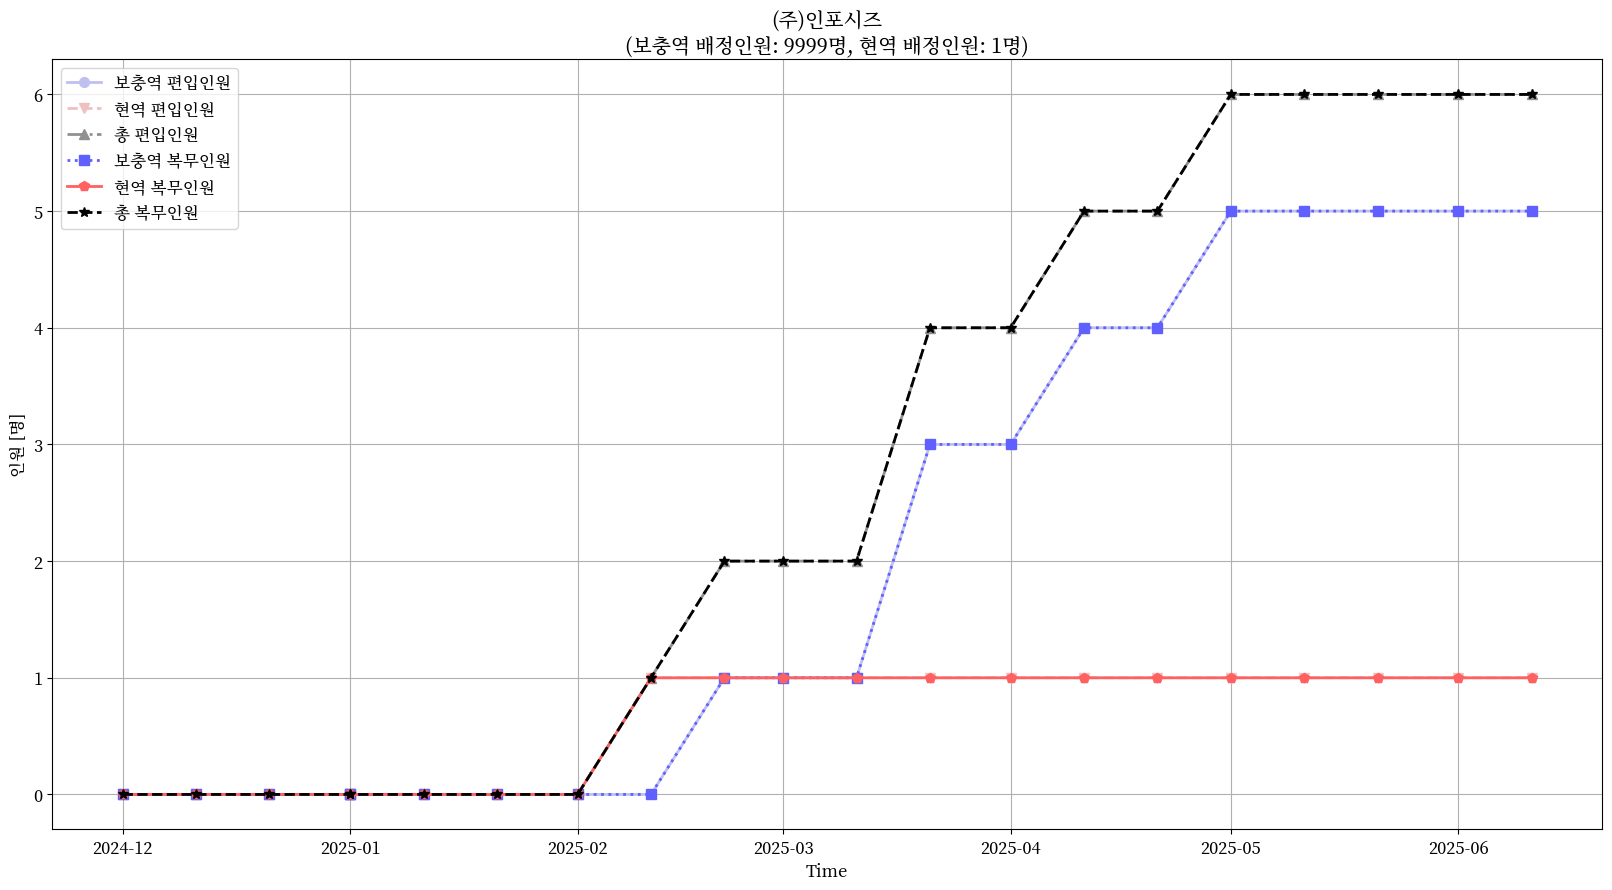 (주)인포시즈
(보충역 배정인원: 9999명, 현역 배정인원: 1명)
보충역 편입인원
현역 편입인원
총 편입인원
보충역 복무인원
현역 복무인원
총 복무인원
인원 [명]
6
5
4
3
2
1
0
2024-12
2025-01
2025-02
2025-03
2025-04
2025-05
2025-06
Time